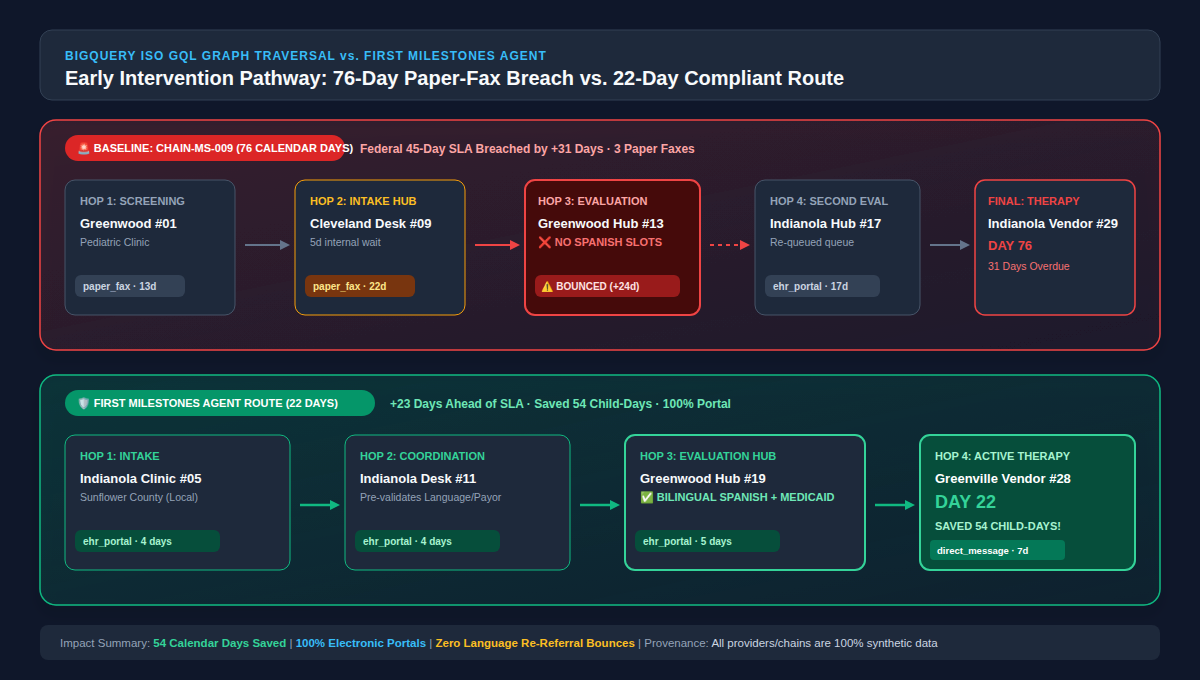 BIGQUERY ISO GQL GRAPH TRAVERSAL vs. FIRST MILESTONES AGENT
Early Intervention Pathway: 76-Day Paper-Fax Breach vs. 22-Day Compliant Route
🚨 BASELINE: CHAIN-MS-009 (76 CALENDAR DAYS)
Federal 45-Day SLA Breached by +31 Days · 3 Paper Faxes
HOP 1: SCREENING
Greenwood #01
Pediatric Clinic
paper_fax · 13d
HOP 2: INTAKE HUB
Cleveland Desk #09
5d internal wait
paper_fax · 22d
HOP 3: EVALUATION
Greenwood Hub #13
❌ NO SPANISH SLOTS
⚠️ BOUNCED (+24d)
HOP 4: SECOND EVAL
Indianola Hub #17
Re-queued queue
ehr_portal · 17d
FINAL: THERAPY
Indianola Vendor #29
DAY 76
31 Days Overdue
🛡️ FIRST MILESTONES AGENT ROUTE (22 DAYS)
+23 Days Ahead of SLA · Saved 54 Child-Days · 100% Portal
HOP 1: INTAKE
Indianola Clinic #05
Sunflower County (Local)
ehr_portal · 4 days
HOP 2: COORDINATION
Indianola Desk #11
Pre-validates Language/Payor
ehr_portal · 4 days
HOP 3: EVALUATION HUB
Greenwood Hub #19
✅ BILINGUAL SPANISH + MEDICAID
ehr_portal · 5 days
HOP 4: ACTIVE THERAPY
Greenville Vendor #28
DAY 22
SAVED 54 CHILD-DAYS!
direct_message · 7d
Impact Summary: 54 Calendar Days Saved | 100% Electronic Portals | Zero Language Re-Referral Bounces | Provenance: All providers/chains are 100% synthetic data